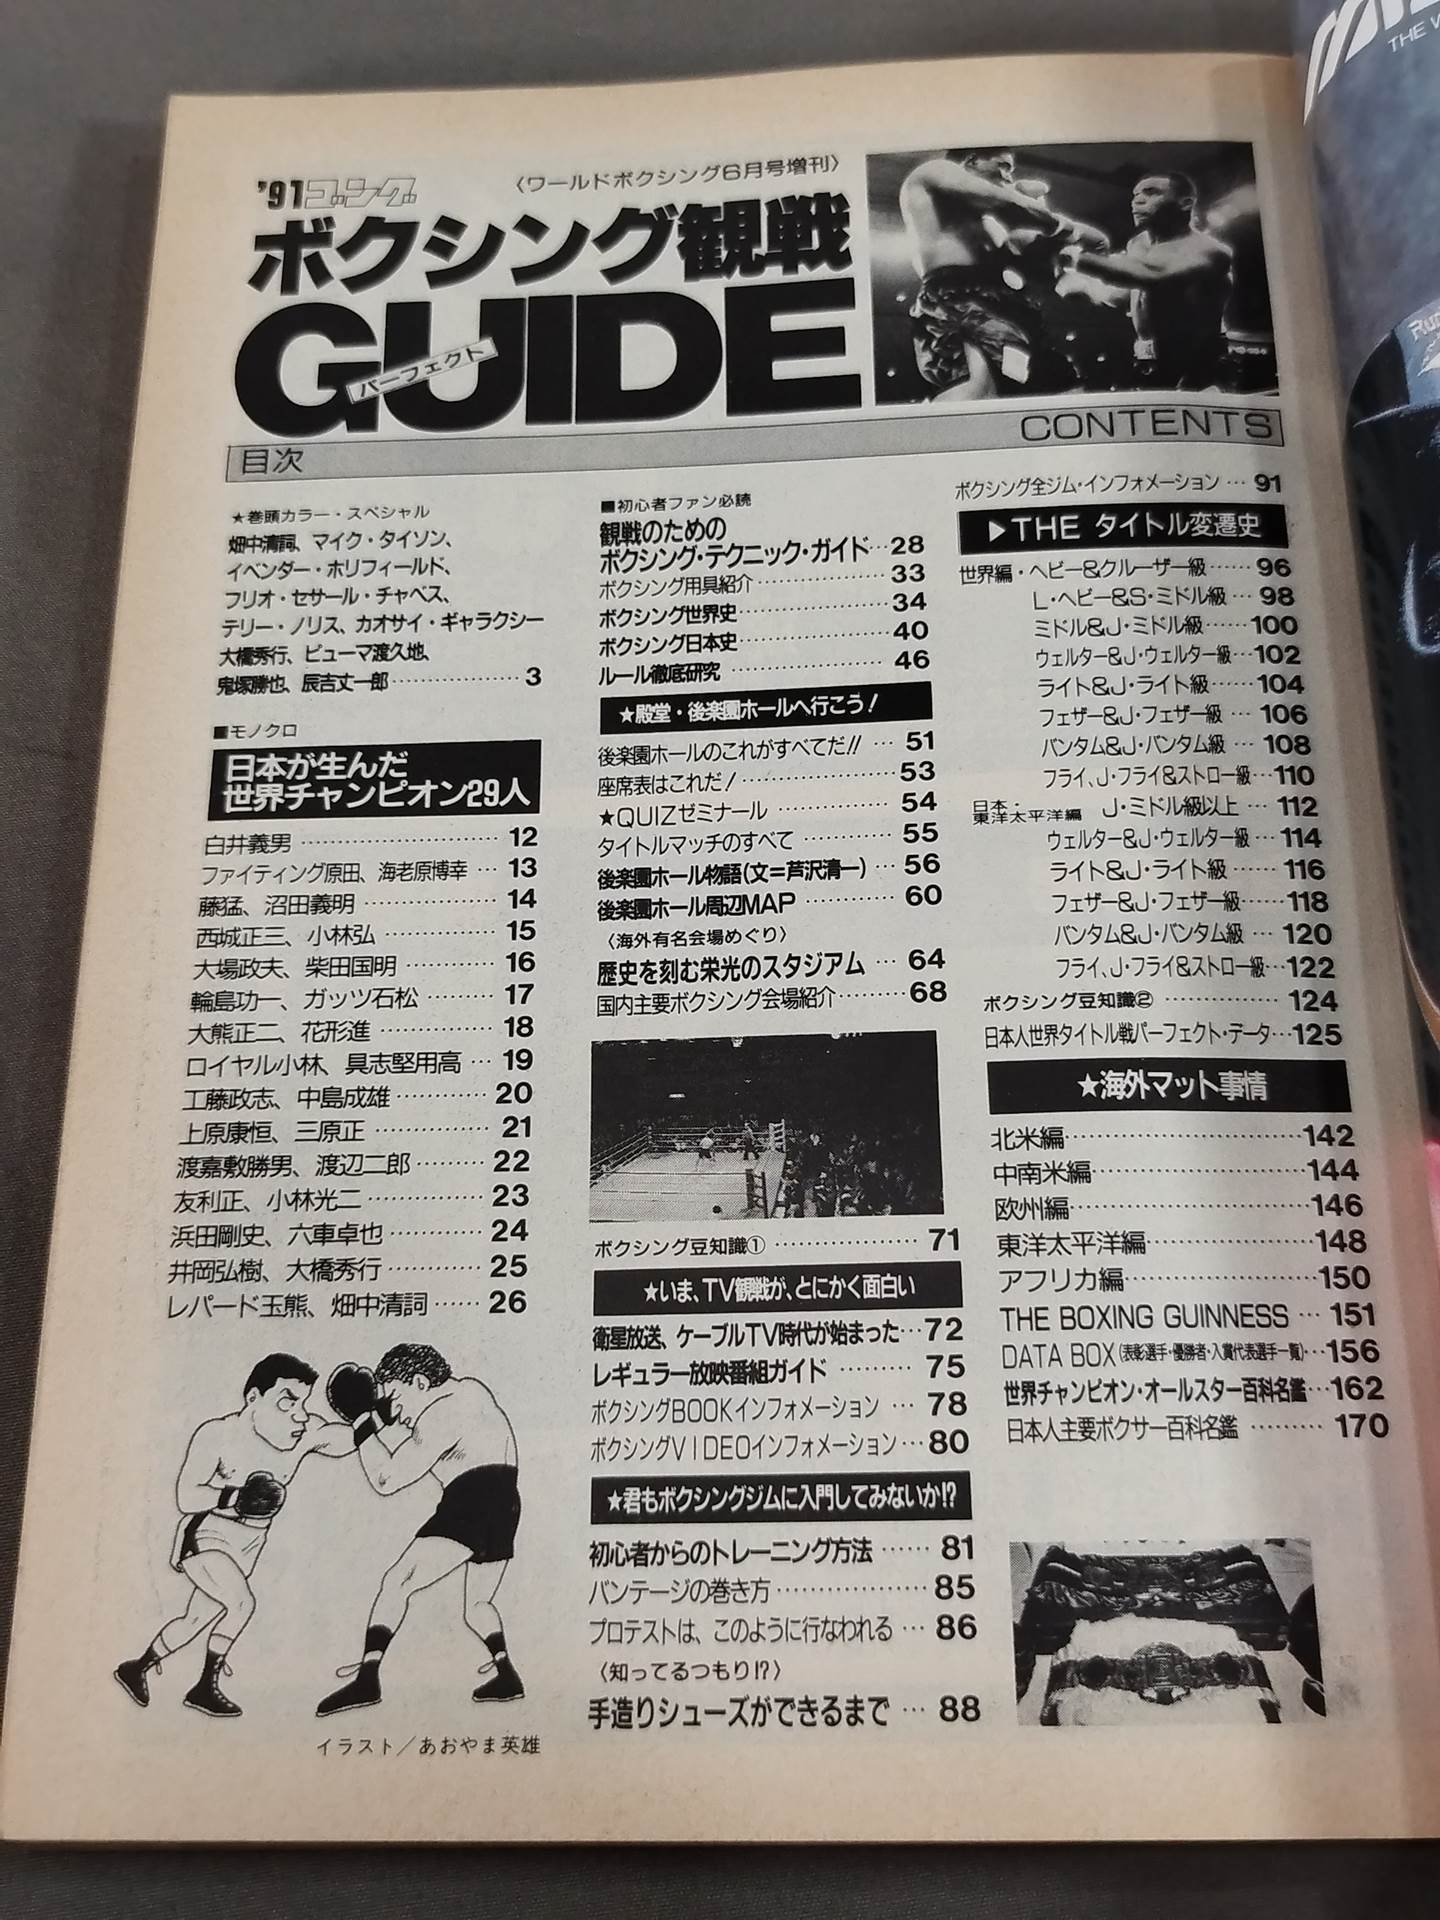 '91ゴング
〈ワールドボクシング6月号増刊〉
ボクシング観戦
GUIDE
パーフェクト
目次
CONTENTS
★巻頭カラー・スペシャル
畑中清詞、マイク・タイソン、
イベンダー・ホリフィールド、
フリオ・セサール・チャベス、
テリー・ノリス、カオサイ・ギャラクシー
大橋秀行、ピューマ渡久地、
鬼塚勝也、辰吉丈一郎………………3
■モノクロ
日本が生んだ
世界チャンピオン29人
白井義男………………………12
ファイティング原田、海老原博幸…13
藤猛、沼田義明………………14
西城正三、小林弘……………15
大場政夫、柴田国明…………16
輪島功一、ガッツ石松………17
大熊正二、花形進……………18
ロイヤル小林、具志堅用高…19
工藤政志、中島成雄…………20
上原康恒、三原正……………21
渡嘉敷勝男、渡辺二郎………22
友利正、小林光二……………23
浜田剛史、六車卓也…………24
井岡弘樹、大橋秀行…………25
レパード玉熊、畑中清詞……26
イラスト／あおやま英雄
■初心者ファン必読
観戦のための
ボクシング・テクニック・ガイド…28
ボクシング用具紹介………………33
ボクシング世界史…………………34
ボクシング日本史…………………40
ルール徹底研究……………………46
★殿堂・後楽園ホールへ行こう！
後楽園ホールのこれがすべてだ!!…51
座席表はこれだ！…………………53
★QUIZゼミナール………………54
タイトルマッチのすべて…………55
後楽園ホール物語(文=芦沢清一)…56
後楽園ホール周辺MAP…………60
〈海外有名会場めぐり〉
歴史を刻む栄光のスタジアム…64
国内主要ボクシング会場紹介………68
ボクシング豆知識①………………71
★いま、TV観戦が、とにかく面白い
衛星放送、ケーブルTV時代が始まった…72
レギュラー放映番組ガイド………75
ボクシングBOOKインフォメーション…78
ボクシングVIDEOインフォメーション…80
★君もボクシングジムに入門してみないか!?
初心者からのトレーニング方法……81
バンテージの巻き方………………85
プロテストは、このように行なわれる…86
〈知ってるつもり!?〉
手造りシューズができるまで…88
ボクシング全ジム・インフォメーション…91
▶THE タイトル変遷史
世界編・ヘビー&クルーザー級……96
L・ヘビー&S・ミドル級…98
ミドル&J・ミドル級……100
ウェルター&J・ウェルター級…102
ライト&J・ライト級……104
フェザー&J・フェザー級…106
バンタム&J・バンタム級…108
フライ、J・フライ&ストロー級…110
日本・東洋太平洋編 J・ミドル級以上…112
ウェルター&J・ウェルター級…114
ライト&J・ライト級……116
フェザー&J・フェザー級……118
バンタム&J・バンタム級…120
フライ、J・フライ&ストロー級…122
ボクシング豆知識②……………124
日本人世界タイトル戦パーフェクト・データ…125
★海外マット事情
北米編……………………………142
中南米編…………………………144
欧州編……………………………146
東洋太平洋編……………………148
アフリカ編………………………150
THE BOXING GUINNESS…151
DATA BOX(表彰選手・優勝者・入賞代表選手一覧)…156
世界チャンピオン・オールスター百科名鑑…162
日本人主要ボクサー百科名鑑………170
THE W